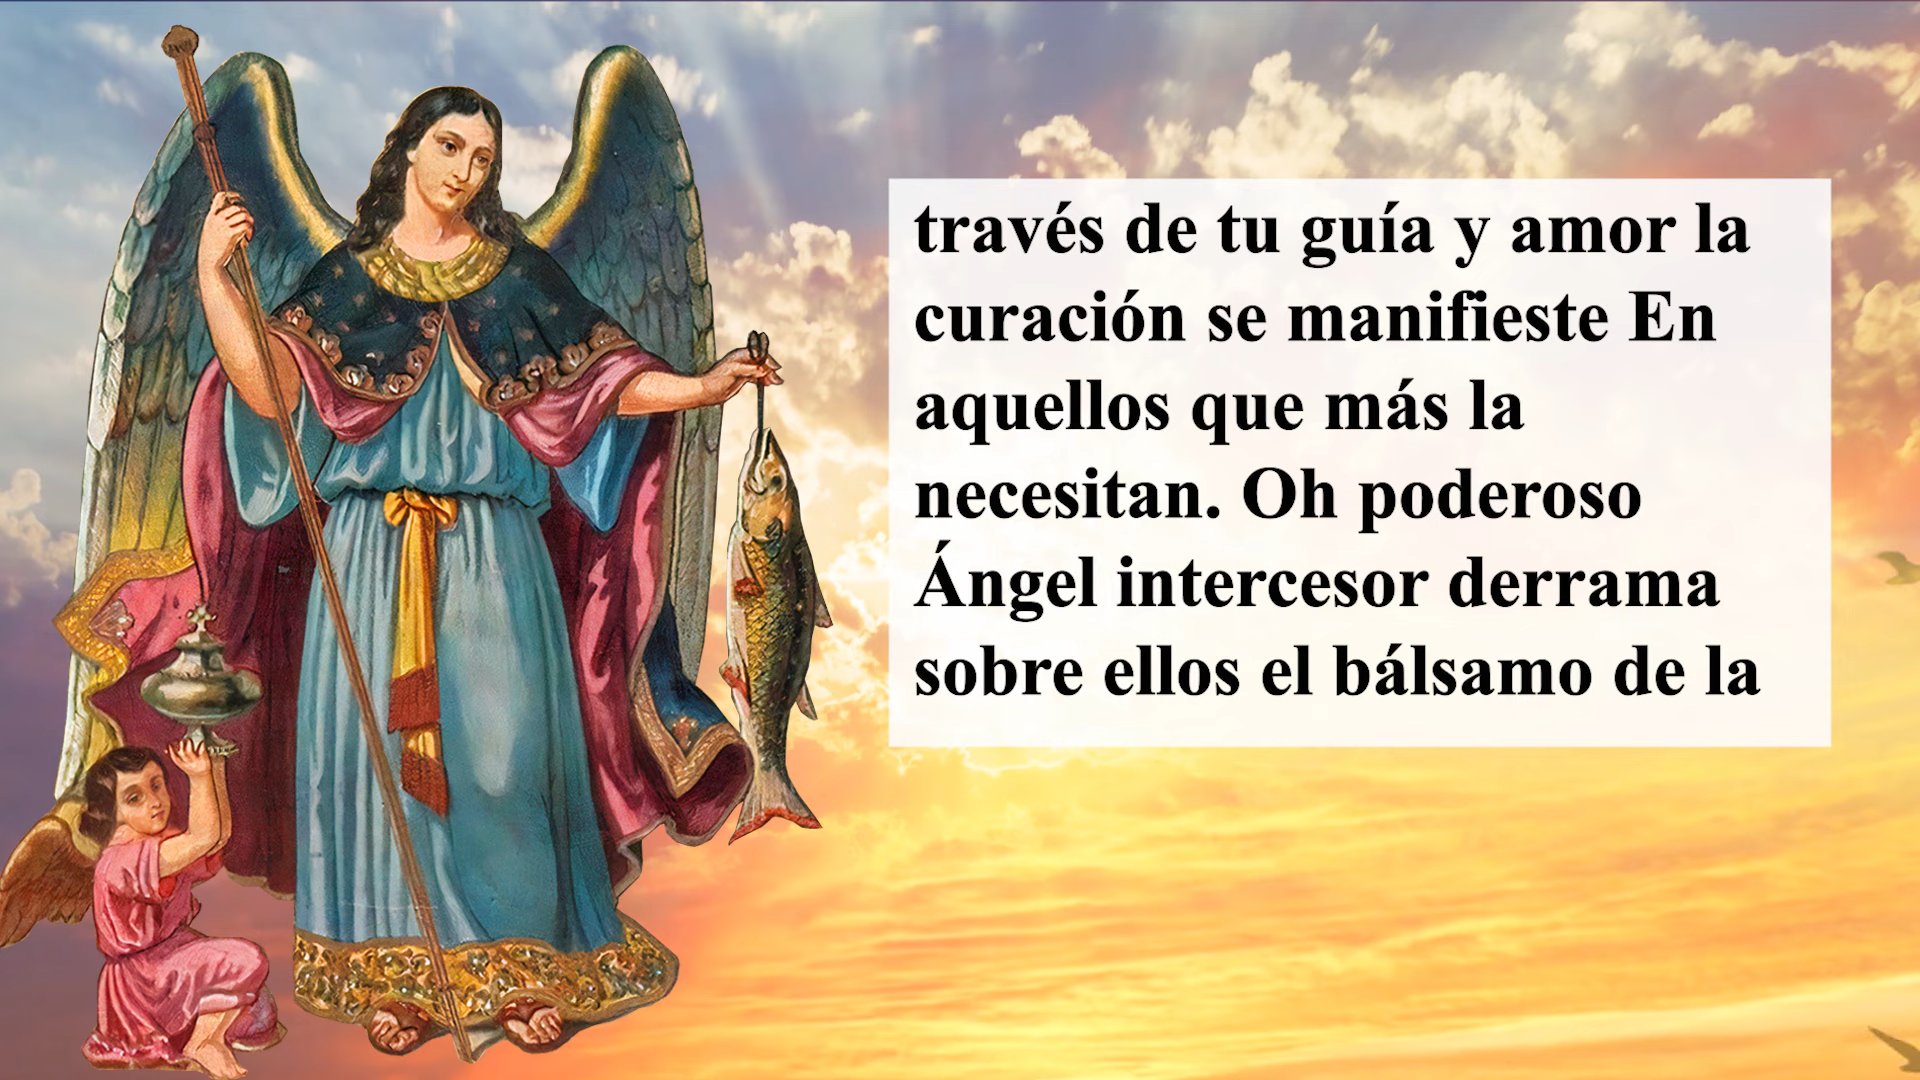 través de tu guía y amor la
curación se manifieste En
aquellos que más la
necesitan. Oh poderoso
Ángel intercesor derrama
sobre ellos el bálsamo de la